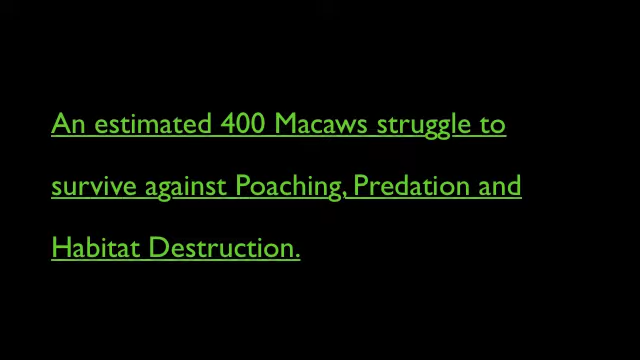 An estimated 400 Macaws struggle to
survive against Poaching, Predation and
Habitat Destruction.